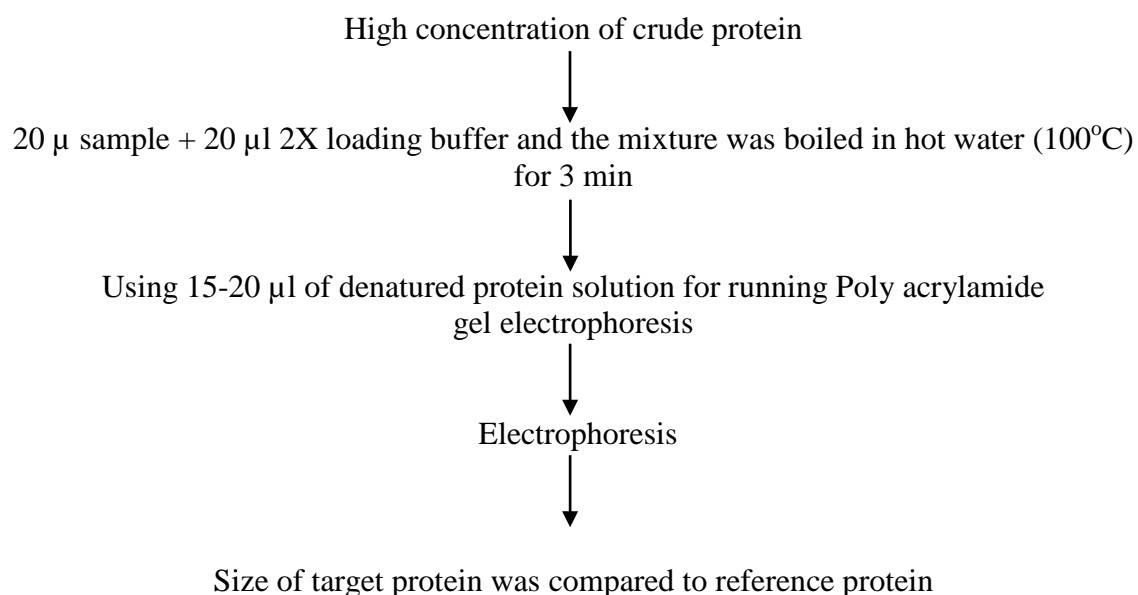 High concentration of crude protein
20 µ sample + 20 µl 2X loading buffer and the mixture was boiled in hot water (100°C)
for 3 min
Using 15-20 µl of denatured protein solution for running Poly acrylamide
gel electrophoresis
Electrophoresis
Size of target protein was compared to reference protein